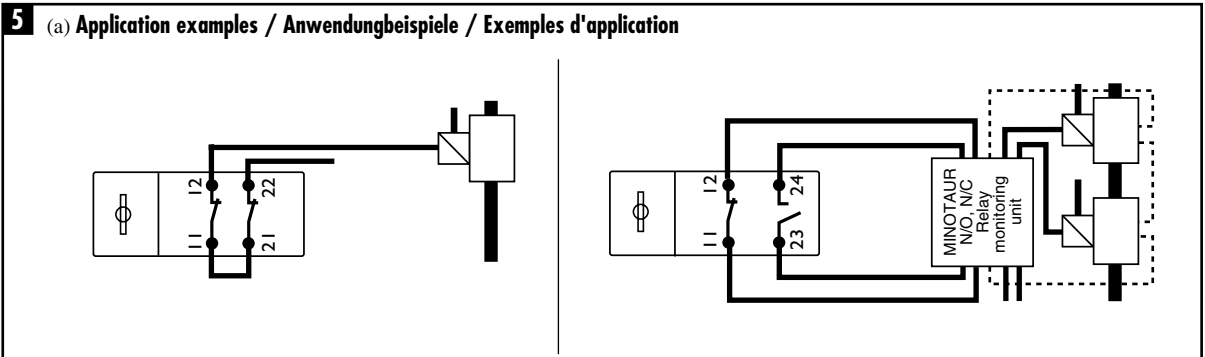 5 (a) Application examples / Anwendungbeispiele / Exemples d'application
12 22
11 21
12 24
11 23
MINOTAUR
N/O, N/C
Relay
monitoring
unit